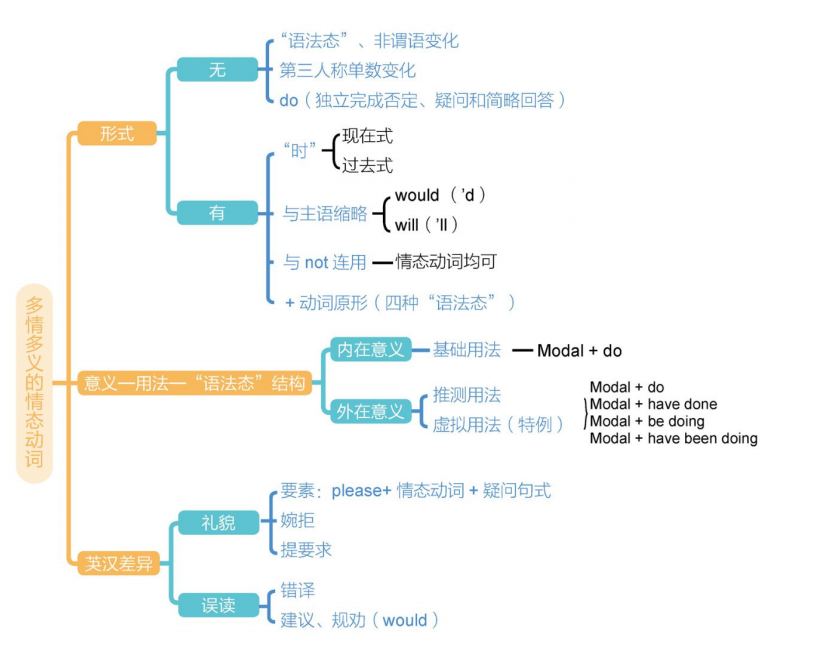 多情多义的情态动词
形式
无
“语法态”、非谓语变化
第三人称单数变化
do（独立完成否定、疑问和简略回答）
有
“时”
现在式
过去式
与主语缩略
would （’d）
will（’ll）
与 not 连用
情态动词均可
+ 动词原形（四种“语法态”）
意义—用法—“语法态”结构
内在意义
基础用法
Modal + do
外在意义
推测用法
虚拟用法（特例）
Modal + do
Modal + have done
Modal + be doing
Modal + have been doing
英汉差异
礼貌
要素：please+ 情态动词 + 疑问句式
婉拒
提要求
误读
错译
建议、规劝（would）